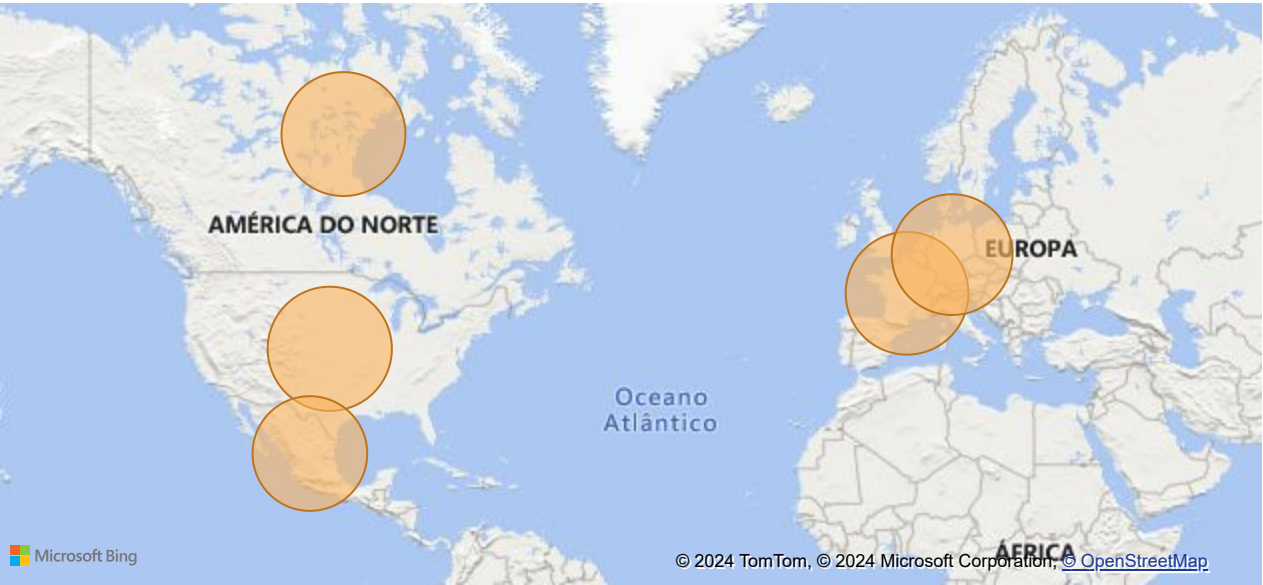 AMÉRICA DO NORTE
EUROPA
Oceano
Atlântico
ÁFRICA
Microsoft Bing
© 2024 TomTom, © 2024 Microsoft Corporation, © OpenStreetMap